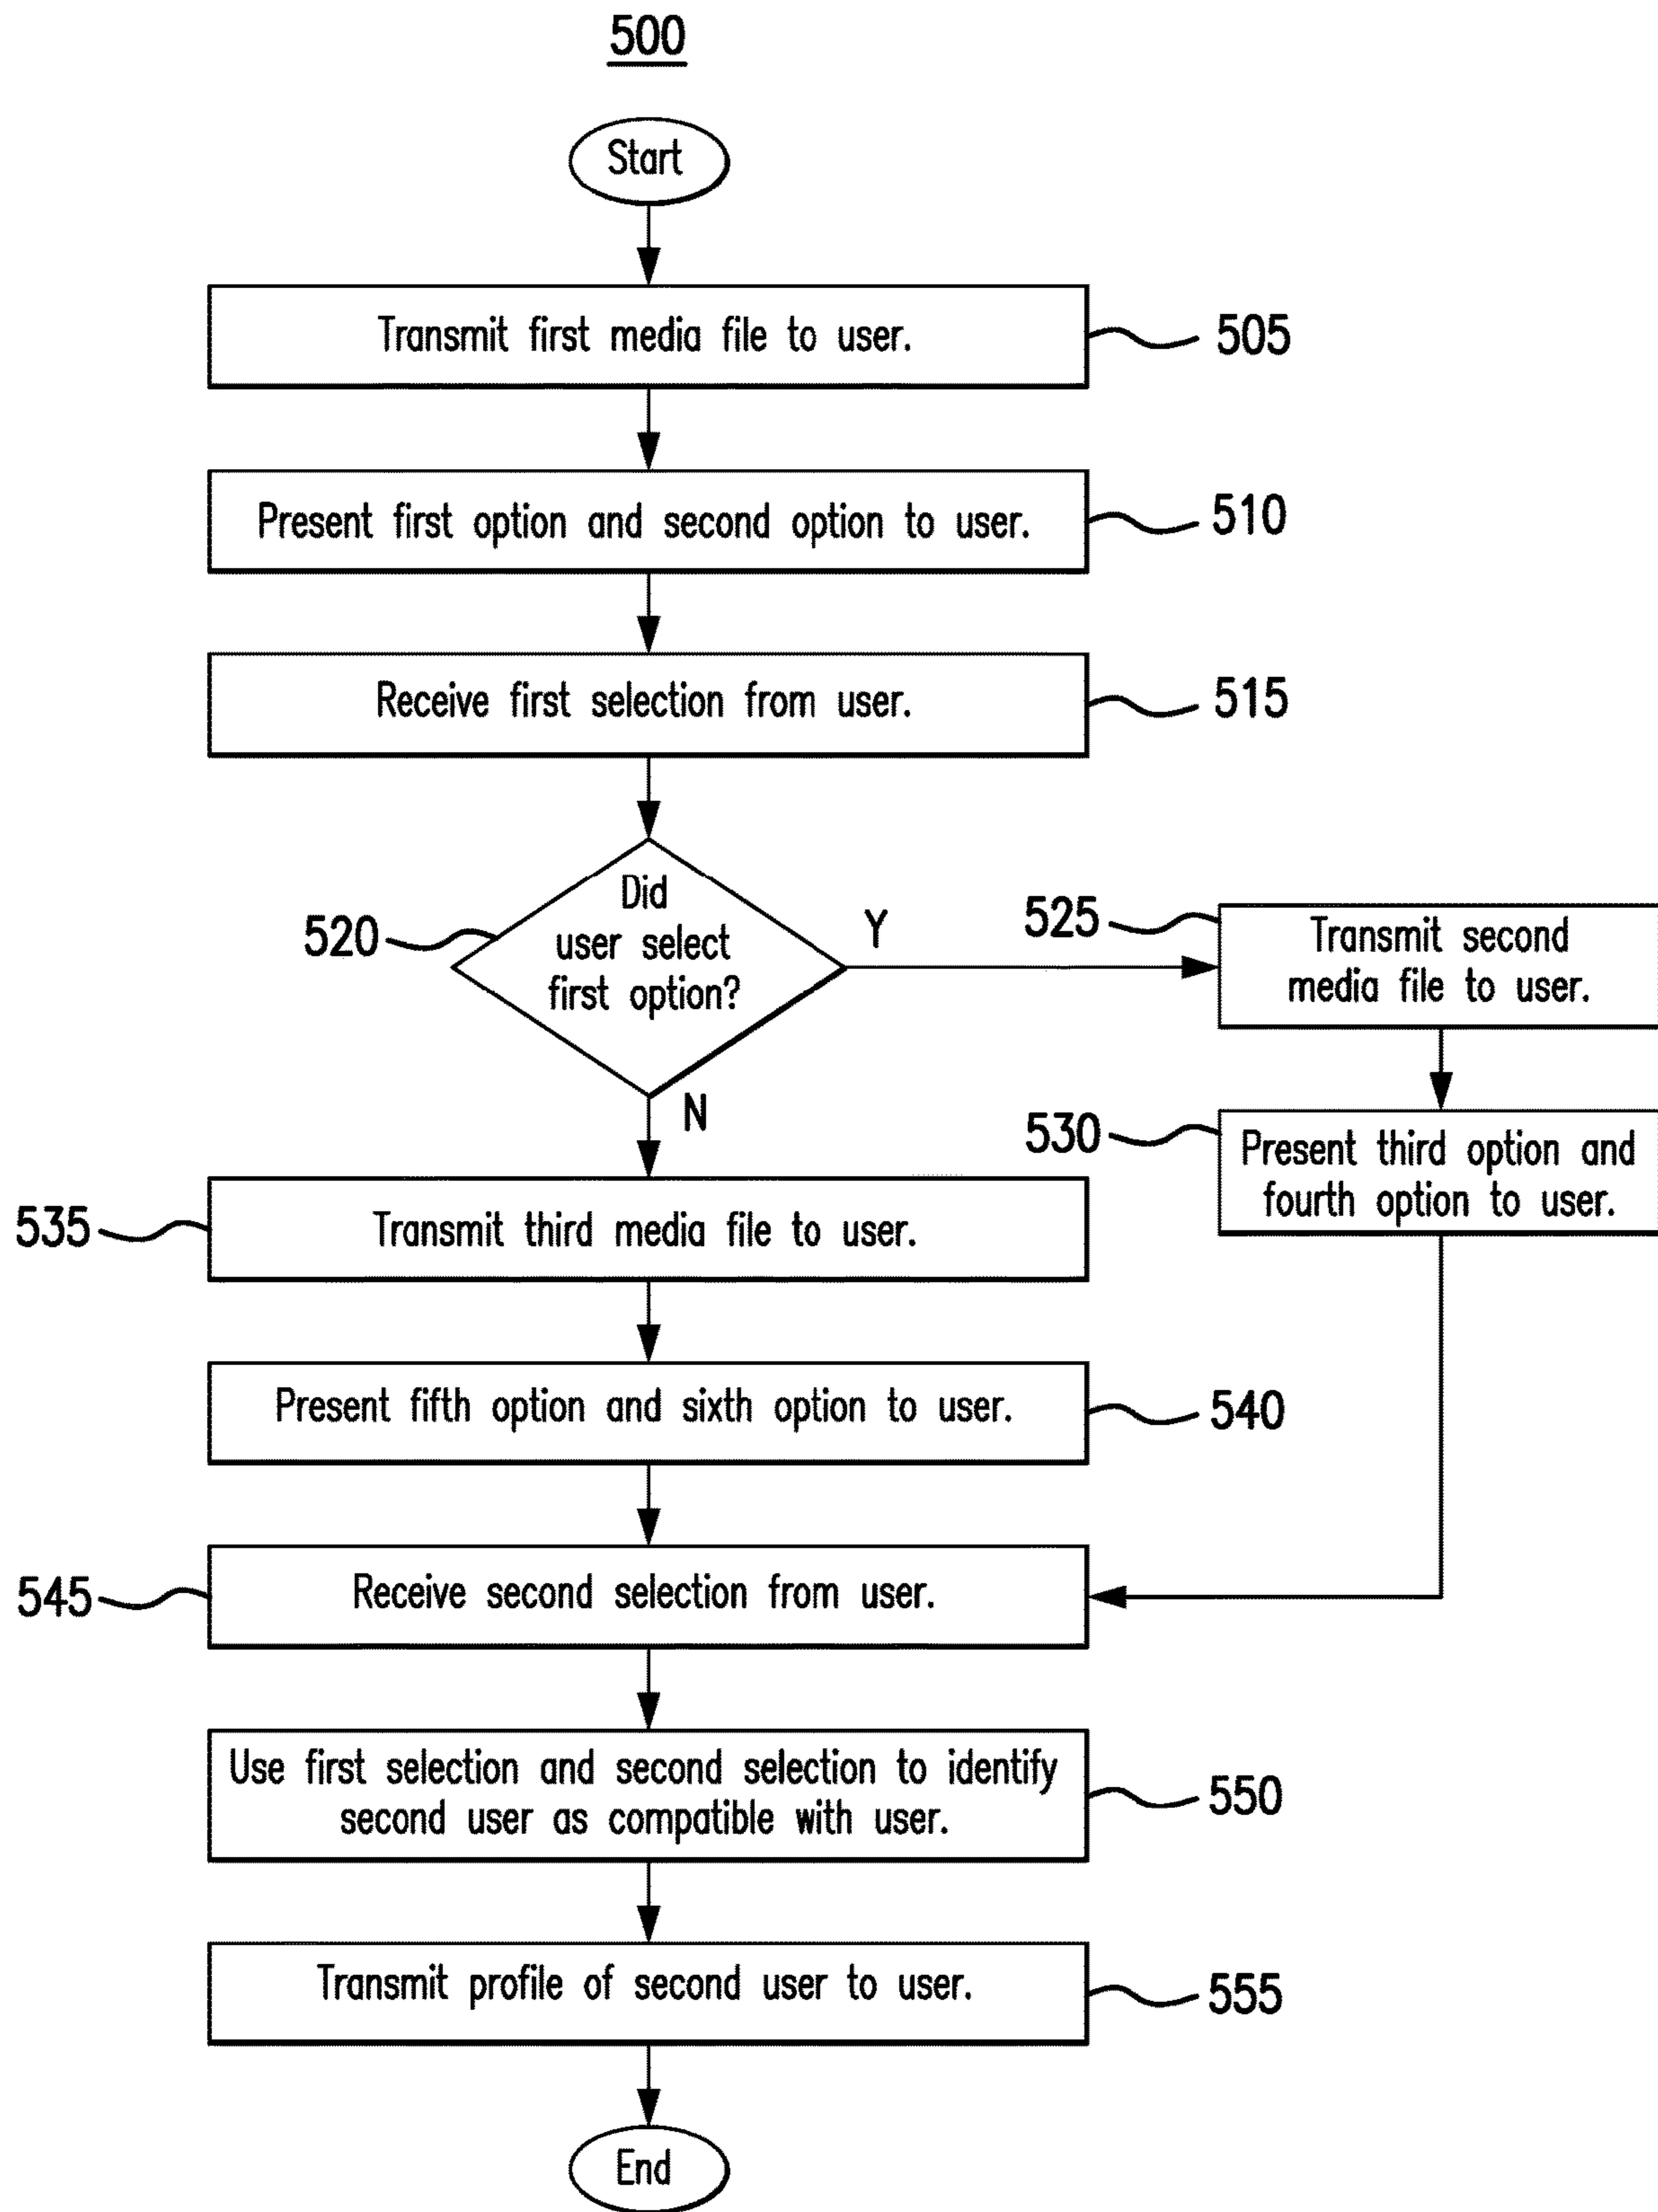 500
Start
Transmit first media file to user.
505
Present first option and second option to user.
510
Receive first selection from user.
515
Did
user select
first option?
520
Y
N
525
Transmit second
media file to user.
530
Present third option and
fourth option to user.
535
Transmit third media file to user.
Present fifth option and sixth option to user.
540
545
Receive second selection from user.
Use first selection and second selection to identify
second user as compatible with user.
550
Transmit profile of second user to user.
555
End